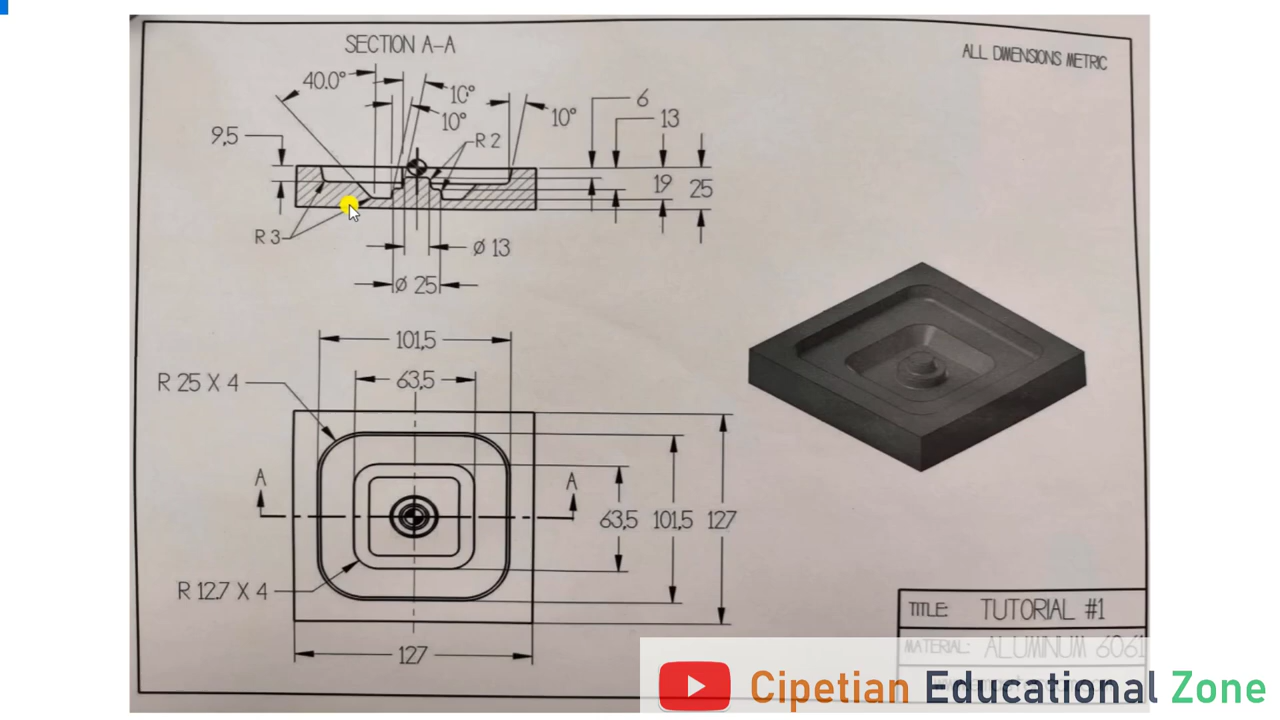 SECTION A-A
ALL DIMENSIONS METRIC
40.0°
10°
10°
10°
6
13
9,5
R 2
19
25
R 3
Ø 13
Ø 25
101,5
63,5
R 25 X 4
A
A
63,5
101,5
127
R 12.7 X 4
127
TITLE: TUTORIAL #1
MATERIAL: ALUMINUM 6061
Cipetian Educational Zone